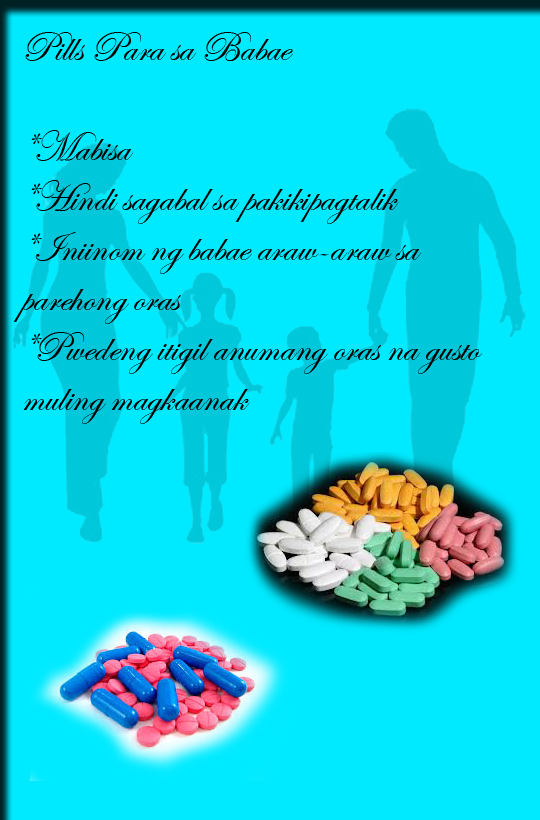 Pills Para sa Babae
*Mabisa
*Hindi sagabal sa pakikipagtalik
*Iniinom ng babae araw-araw sa
parehong oras
*Pwedeng itigil anumang oras na gusto
muling magkaanak